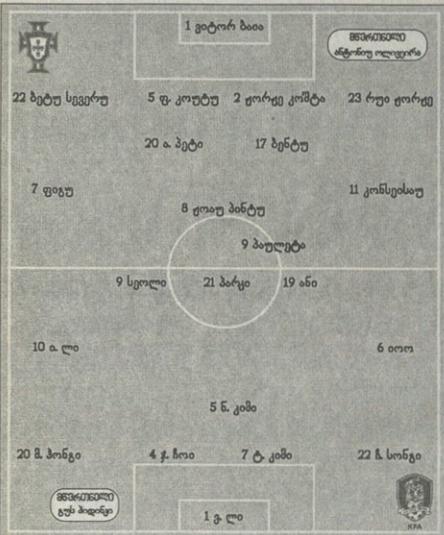 1 ვიტორ ბაია
მწვრთნელი
ანტონიუ ოლივეირა
22 ბეტუ სევერუ 5 ფ. კოუტუ 2 ჟორჟე კოშტა 23 რუი ჟორჟე
20 ა. პეტი 17 ბენტუ
7 ფიგუ 11 კონსეისაუ
8 ჟოაუ პინტუ
9 პაულეტა
9 სეოლი 21 პარკი 19 ანი
10 ი. ლი 6 იოო
5 ნ. კიმი
20 მ. ჰონგი 4 ჯ. ჩოი 7 ტ. კიმი 22 ჩ. სონგი
მწვრთნელი
გუს ჰიდინკი
1 ვ. ლი
KFA